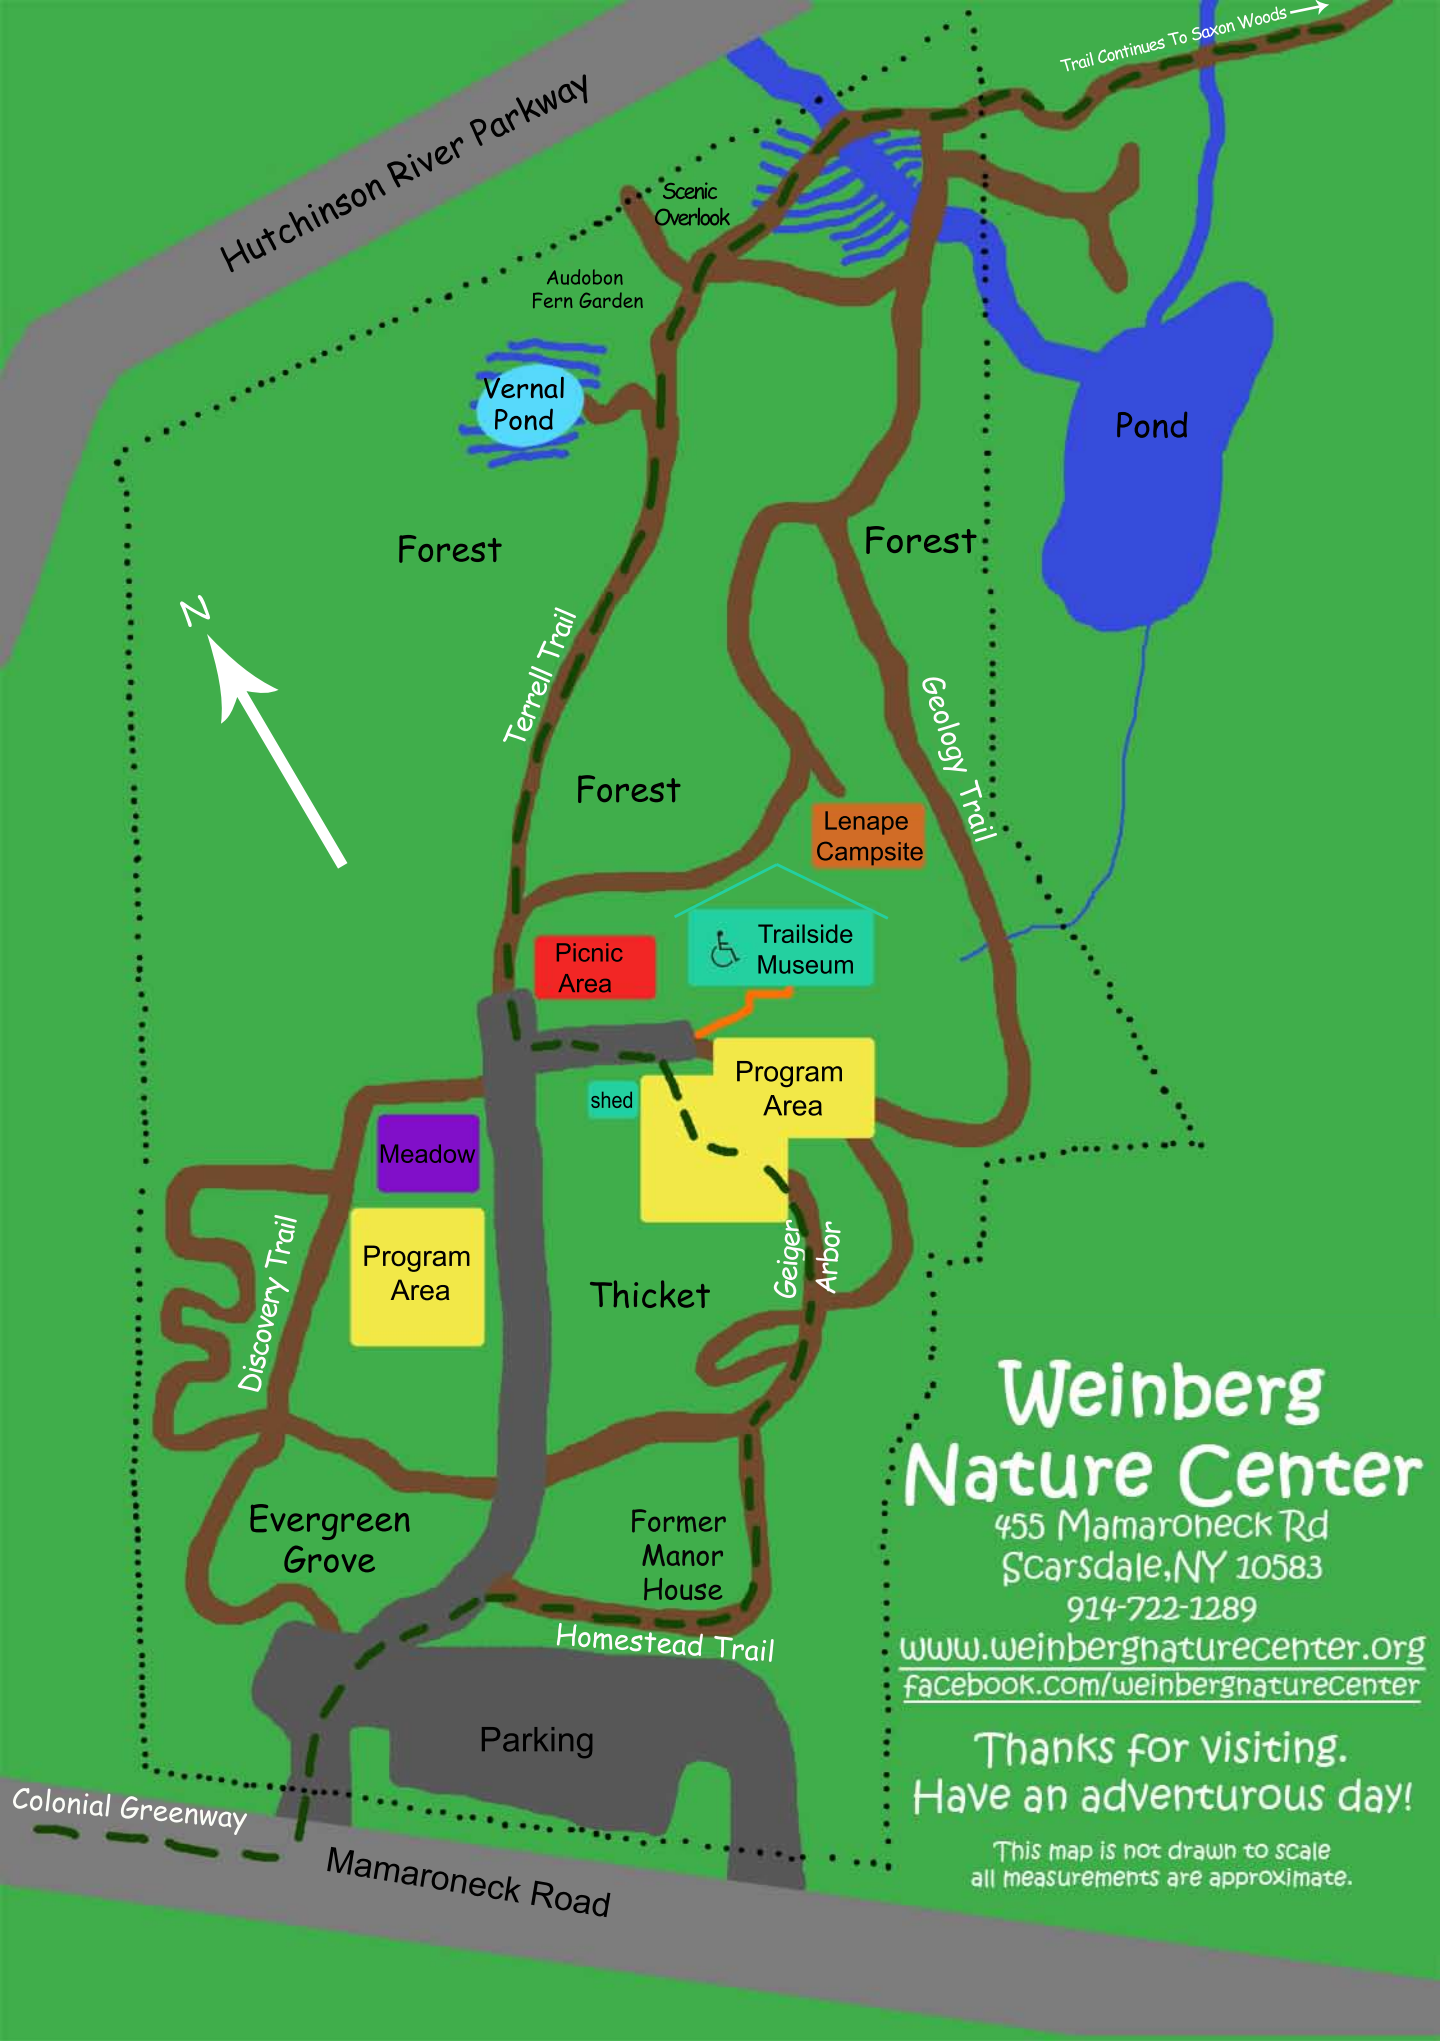 Trail Continues To Saxon Woods
Hutchinson River Parkway
Scenic
Overlook
Audobon
Fern Garden
Vernal
Pond
Pond
Forest
Forest
N
Terrell Trail
Geology Trail
Forest
Lenape
Campsite
Trailside
Museum
Picnic
Area
Program
Area
shed
Meadow
Discovery Trail
Program
Area
Geiger
Arbor
Thicket
Evergreen
Grove
Former
Manor
House
Homestead Trail
Parking
Colonial Greenway
Mamaroneck Road
Weinberg
Nature Center
455 Mamaroneck Rd
Scarsdale,NY 10583
914-722-1289
www.weinbergnaturecenter.org
facebook.com/weinbergnaturecenter
Thanks for visiting.
Have an adventurous day!
This map is not drawn to scale
all measurements are approximate.